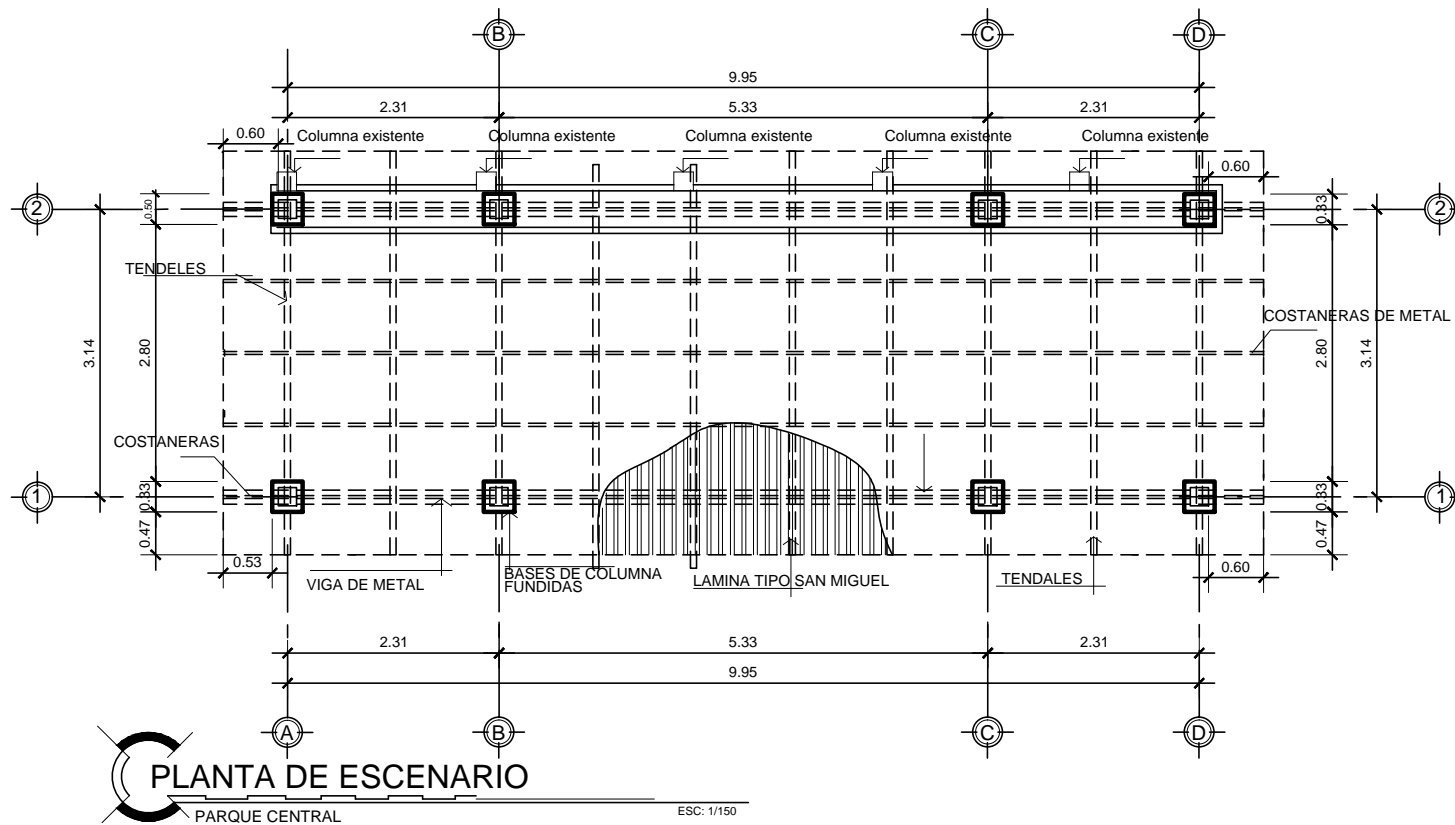 B
C
D
9.95
2.31
5.33
2.31
0.60
Columna existente
Columna existente
Columna existente
Columna existente
Columna existente
0.60
2
0.50
0.33
2
TENDELES
COSTANERAS DE METAL
3.14
2.80
2.80
3.14
COSTANERAS
1
0.33
0.33
1
0.47
0.47
0.53
VIGA DE METAL
BASES DE COLUMNA
FUNDIDAS
LAMINA TIPO SAN MIGUEL
TENDALES
0.60
2.31
5.33
2.31
9.95
A
B
C
D
PLANTA DE ESCENARIO
PARQUE CENTRAL
ESC: 1/150